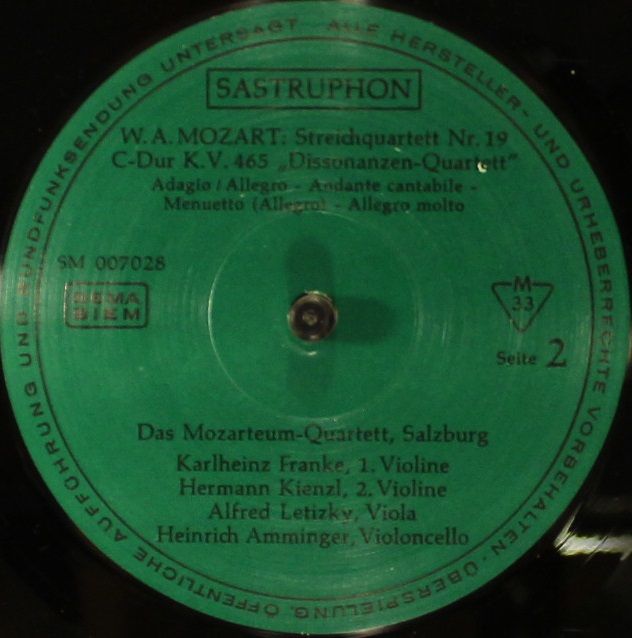 SASTRUPHON
W. A. MOZART: Streichquartett Nr. 19
C-Dur K.V. 465 „Dissonanzen-Quartett"
Adagio / Allegro - Andante cantabile -
Menuetto (Allegro) - Allegro molto
SM 007028
GEMA
BIEM
M
33
Seite 2
Das Mozarteum-Quartett, Salzburg
Karlheinz Franke, 1. Violine
Hermann Kienzl, 2. Violine
Alfred Letizky, Viola
Heinrich Amminger, Violoncello
ALLE HERSTELLER- UND URHEBERRECHTE VORBEHALTEN - ÜBERSPIELUNG, ÖFFENTLICHE AUFFÜHRUNG UND RUNDFUNKSENDUNG UNTERSAGT -